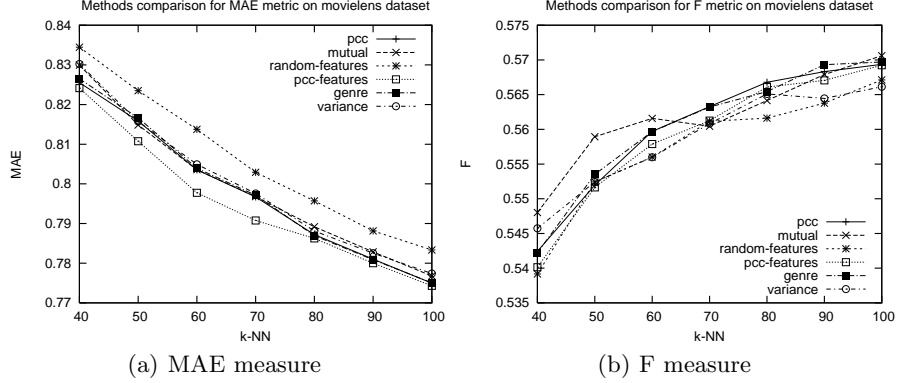 Methods comparison for MAE metric on movielens dataset
0.84
0.83
0.82
0.81
0.8
0.79
0.78
0.77
MAE
40 50 60 70 80 90 100
k-NN
pcc
mutual
random-features
pcc-features
genre
variance
(a) MAE measure
Methods comparison for F metric on movielens dataset
0.575
0.57
0.565
0.56
0.555
0.55
0.545
0.54
0.535
F
40 50 60 70 80 90 100
k-NN
pcc
mutual
random-features
pcc-features
genre
variance
(b) F measure